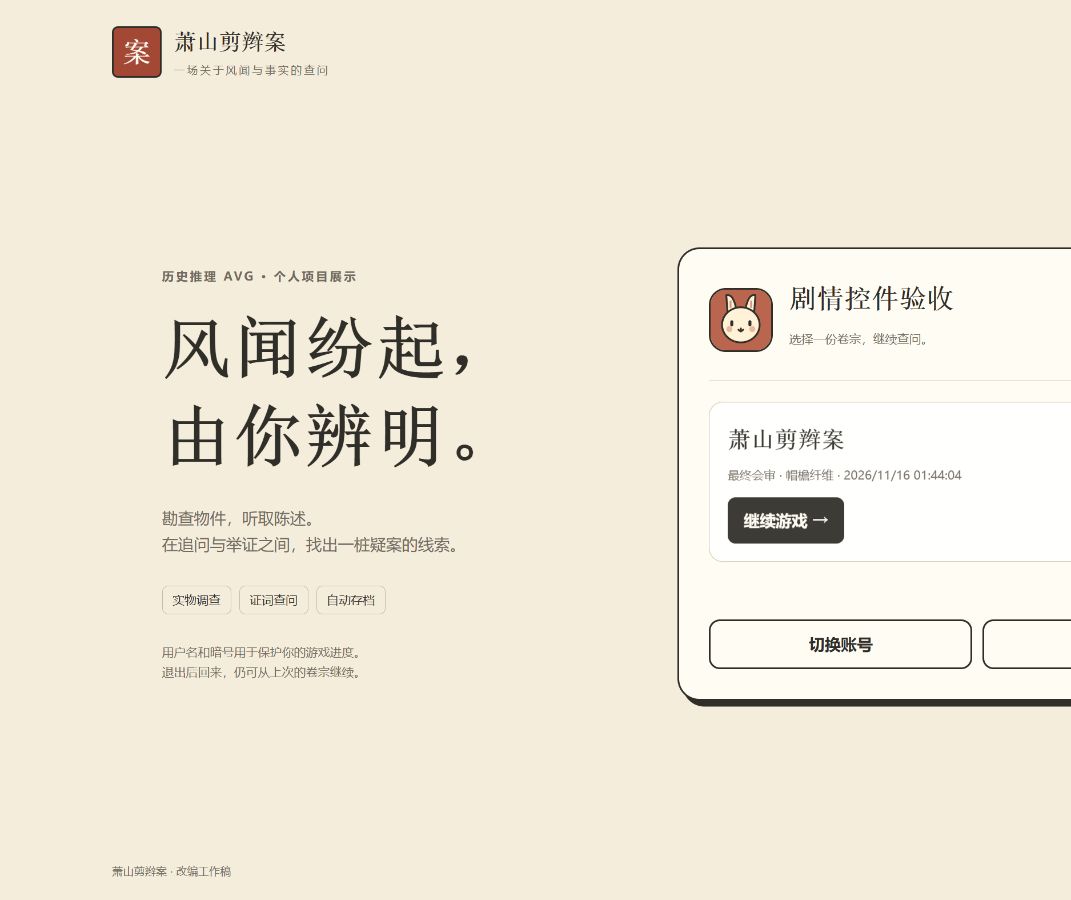 案
萧山剪辫案
一场关于风闻与事实的查问
历史推理 AVG · 个人项目展示
风闻纷起，
由你辨明。
勘查物件，听取陈述。
在追问与举证之间，找出一桩疑案的线索。
实物调查
证词查问
自动存档
用户名和暗号用于保护你的游戏进度。
退出后回来，仍可从上次的卷宗继续。
剧情控件验收
选择一份卷宗，继续查问。
萧山剪辫案
最终会审 · 帽檐纤维 · 2026/11/16 01:44:04
继续游戏 →
切换账号
萧山剪辫案 · 改编工作稿